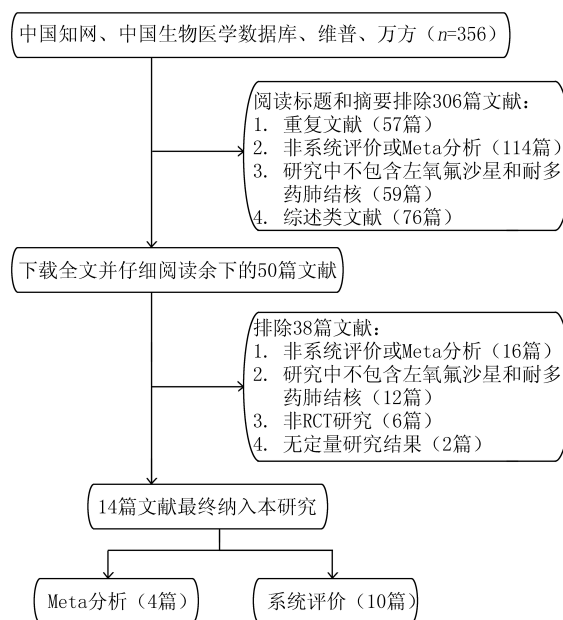 中国知网、中国生物医学数据库、维普、万方（n=356）
阅读标题和摘要排除306篇文献：
1. 重复文献（57篇）
2. 非系统评价或Meta分析（114篇）
3. 研究中不包含左氧氟沙星和耐多
药肺结核（59篇）
4. 综述类文献（76篇）
下载全文并仔细阅读余下的50篇文献
排除38篇文献：
1. 非系统评价或Meta分析（16篇）
2. 研究中不包含左氧氟沙星和耐多
药肺结核（12篇）
3. 非RCT研究（6篇）
4. 无定量研究结果（2篇）
14篇文献最终纳入本研究
Meta分析（4篇）
系统评价（10篇）